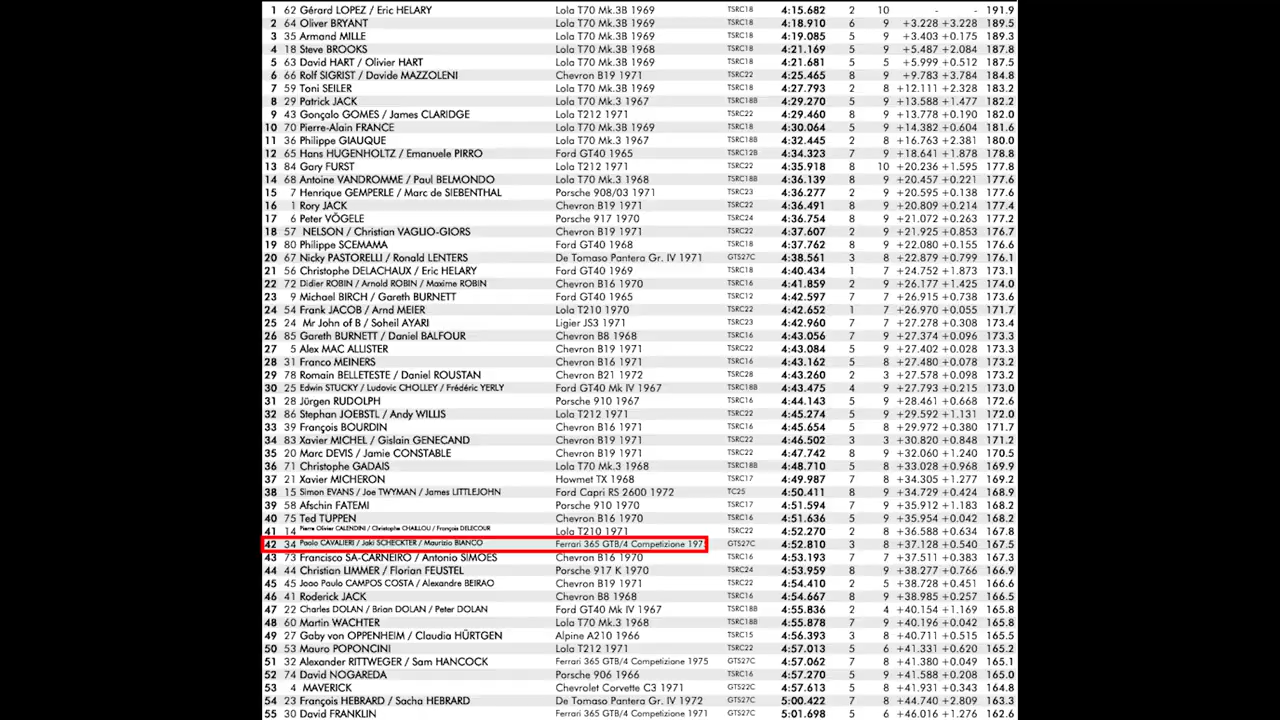 1 62 Gérard LOPEZ / Eric HELARY Lola T70 Mk.3B 1969 TSRC18 4:15.682 2 10 - - 191.9
2 64 Oliver BRYANT Lola T70 Mk.3B 1969 TSRC18 4:18.910 6 9 +3.228 +3.228 189.5
3 35 Armand MILLE Lola T70 Mk.3B 1969 TSRC18 4:19.085 5 9 +3.403 +0.175 189.3
4 18 Steve BROOKS Lola T70 Mk.3B 1968 TSRC18 4:21.169 5 9 +5.487 +2.084 187.8
5 63 David HART / Olivier HART Lola T70 Mk.3B 1969 TSRC18 4:21.681 5 5 +5.999 +0.512 187.5
6 66 Rolf SIGRIST / Davide MAZZOLENI Chevron B19 1971 TSRC22 4:25.465 8 9 +9.783 +3.784 184.8
7 59 Toni SEILER Lola T70 Mk.3B 1969 TSRC18 4:27.793 2 8 +12.111 +2.328 183.2
8 29 Patrick JACK Lola T70 Mk.3 1967 TSRC18B 4:29.270 5 9 +13.588 +1.477 182.2
9 43 Gonçalo GOMES / James CLARIDGE Lola T212 1971 TSRC22 4:29.460 8 9 +13.778 +0.190 182.0
10 70 Pierre-Alain FRANCE Lola T70 Mk.3B 1969 TSRC18 4:30.064 5 9 +14.382 +0.604 181.6
11 36 Philippe GIAUQUE Lola T70 Mk.3 1967 TSRC18B 4:32.445 2 8 +16.763 +2.381 180.0
12 65 Hans HUGENHOLTZ / Emanuele PIRRO Ford GT40 1965 TSRC12B 4:34.323 7 9 +18.641 +1.878 178.8
13 84 Gary FURST Lola T212 1971 TSRC22 4:35.918 8 10 +20.236 +1.595 177.8
14 68 Antoine VANDROMME / Paul BELMONDO Lola T70 Mk.3 1968 TSRC18B 4:36.139 8 9 +20.457 +0.221 177.6
15 7 Henrique GEMPERLE / Marc de SIEBENTHAL Porsche 908/03 1971 TSRC23 4:36.277 2 9 +20.595 +0.138 177.6
16 1 Rory JACK Chevron B19 1971 TSRC22 4:36.491 8 9 +20.809 +0.214 177.4
17 6 Peter VÖGELE Porsche 917 1970 TSRC24 4:36.754 8 9 +21.072 +0.263 177.2
18 57 NELSON / Christian VAGLIO-GIORS Chevron B19 1971 TSRC22 4:37.607 2 9 +21.925 +0.853 176.7
19 80 Philippe SCEMAMA Ford GT40 1968 TSRC18 4:37.762 8 9 +22.080 +0.155 176.6
20 67 Nicky PASTORELLI / Ronald LENTERS De Tomaso Pantera Gr. IV 1971 GTS27C 4:38.561 3 8 +22.879 +0.799 176.1
21 56 Christophe DELACHAUX / Eric HELARY Ford GT40 1969 TSRC18 4:40.434 1 7 +24.752 +1.873 173.1
22 72 Didier ROBIN / Arnold ROBIN / Maxime ROBIN Chevron B16 1970 TSRC16 4:41.859 2 9 +26.177 +1.425 174.0
23 9 Michael BIRCH / Gareth BURNETT Ford GT40 1965 TSRC12 4:42.597 7 7 +26.915 +0.738 173.6
24 54 Frank JACOB / Arnd MEIER Lola T210 1970 TSRC22 4:42.652 1 7 +26.970 +0.055 171.7
25 24 Mr John of B / Soheil AYARI Ligier JS3 1971 TSRC23 4:42.960 7 7 +27.278 +0.308 173.4
26 85 Gareth BURNETT / Daniel BALFOUR Chevron B8 1968 TSRC16 4:43.056 7 9 +27.374 +0.096 173.3
27 5 Alex MAC ALLISTER Chevron B19 1971 TSRC22 4:43.084 5 9 +27.402 +0.028 173.3
28 31 Franco MEINERS Chevron B16 1971 TSRC16 4:43.162 5 8 +27.480 +0.078 173.2
29 78 Romain BELLETESTE / Daniel ROUSTAN Chevron B21 1972 TSRC28 4:43.260 2 3 +27.578 +0.098 173.2
30 25 Edwin STUCKY / Ludovic CHOLLEY / Frédéric YERLY Ford GT40 Mk IV 1967 TSRC18B 4:43.475 4 9 +27.793 +0.215 173.0
31 28 Jürgen RUDOLPH Porsche 910 1967 TSRC16 4:44.143 5 9 +28.461 +0.668 172.6
32 86 Stephan JOEBSTL / Andy WILLIS Lola T212 1971 TSRC22 4:45.274 5 9 +29.592 +1.131 172.0
33 39 François BOURDIN Chevron B16 1971 TSRC16 4:45.654 5 8 +29.972 +0.380 171.7
34 83 Xavier MICHEL / Gislain GENECAND Chevron B19 1971 TSRC22 4:46.502 3 3 +30.820 +0.848 171.2
35 20 Marc DEVIS / Jamie CONSTABLE Chevron B19 1971 TSRC22 4:47.742 8 9 +32.060 +1.240 170.5
36 71 Christophe GADAIS Lola T70 Mk.3 1968 TSRC18B 4:48.710 5 8 +33.028 +0.968 169.9
37 21 Xavier MICHERON Howmet TX 1968 TSRC17 4:49.987 7 8 +34.305 +1.277 169.2
38 15 Simon EVANS / Joe TWYMAN / James LITTLEJOHN Ford Capri RS 2600 1972 TC25 4:50.411 8 9 +34.729 +0.424 168.9
39 58 Afschin FATEMI Porsche 910 1966 TSRC17 4:51.594 7 9 +35.912 +1.183 168.2
40 75 Ted TUPPEN Chevron B16 1970 TSRC16 4:51.636 5 9 +35.954 +0.042 168.2
41 14 Pierre Olivier CALENDINI / Christophe CHAILLOU / François DELECOUR Lola T210 1971 TSRC22 4:52.268 8 8 +36.588 +0.634 167.8
42 34 Paolo CAVALIERI / Jaki SCHECKTER / Maurizio BIANCO Ferrari 365 GTB/4 Competizione 1975 GTS27C 4:52.810 3 8 +37.128 +0.540 167.5
43 73 Francisco SA-CARNEIRO / Antonio SIMOES Chevron B16 1970 TSRC16 4:53.193 7 7 +37.511 +0.383 167.3
44 44 Christian LIMMER / Florian FEUSTEL Porsche 917 K 1970 TSRC24 4:53.959 8 9 +38.277 +0.766 166.9
45 45 Joao Paulo CAMPOS COSTA / Alexandre BEIRAO Chevron B19 1971 TSRC22 4:54.410 2 5 +38.728 +0.451 166.6
46 41 Roderick JACK Chevron B8 1968 TSRC16 4:54.667 8 9 +38.985 +0.257 166.5
47 22 Charles DOLAN / Brian DOLAN / Peter DOLAN Ford GT40 Mk IV 1967 TSRC18B 4:55.836 2 4 +40.154 +1.169 165.8
48 60 Martin WACHTER Lola T70 Mk.3 1968 TSRC18B 4:55.878 7 9 +40.196 +0.042 165.8
49 27 Gaby von OPPENHEIM / Claudia HÜRTGEN Alpine A210 1966 TSRC15 4:56.393 3 8 +40.711 +0.515 165.5
50 53 Mauro POPONCINI Lola T212 1971 TSRC22 4:57.013 5 6 +41.331 +0.620 165.2
51 32 Alexander RITTWEGER / Sam HANCOCK Ferrari 365 GTB/4 Competizione 1975 GTS27C 4:57.062 7 8 +41.380 +0.049 165.1
52 74 David NOGAREDA Porsche 906 1966 TSRC16 4:57.270 5 7 +41.588 +0.208 165.0
53 4 MAVERICK Chevrolet Corvette C3 1971 GTS22C 4:57.613 5 8 +41.931 +0.343 164.8
54 23 François HEBRARD / Sacha HEBRARD De Tomaso Pantera Gr. IV 1972 GTS27C 5:00.422 7 8 +44.740 +2.809 163.3
55 30 David FRANKLIN Ferrari 365 GTB/4 Competizione 1971 GTS27C 5:01.698 5 6 +46.016 +1.276 162.6